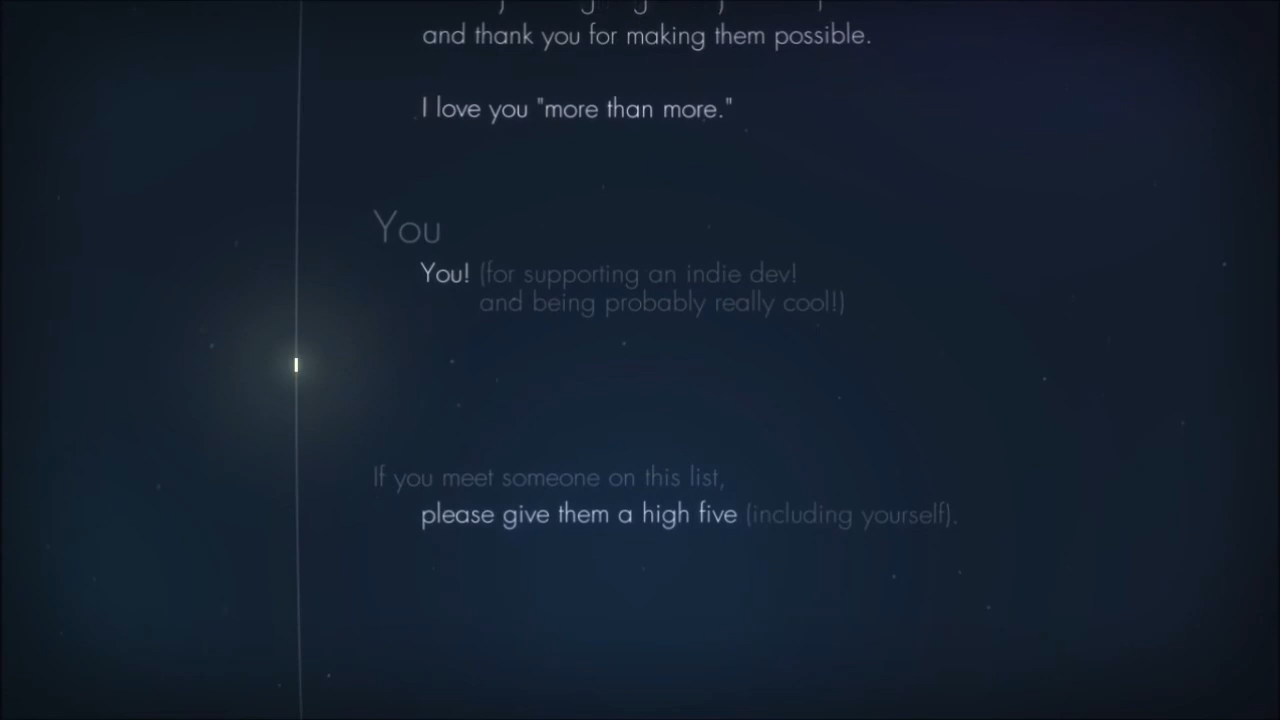 and thank you for making them possible.
I love you "more than more."
You
You! (for supporting an indie dev!
and being probably really cool!)
If you meet someone on this list,
please give them a high five (including yourself).